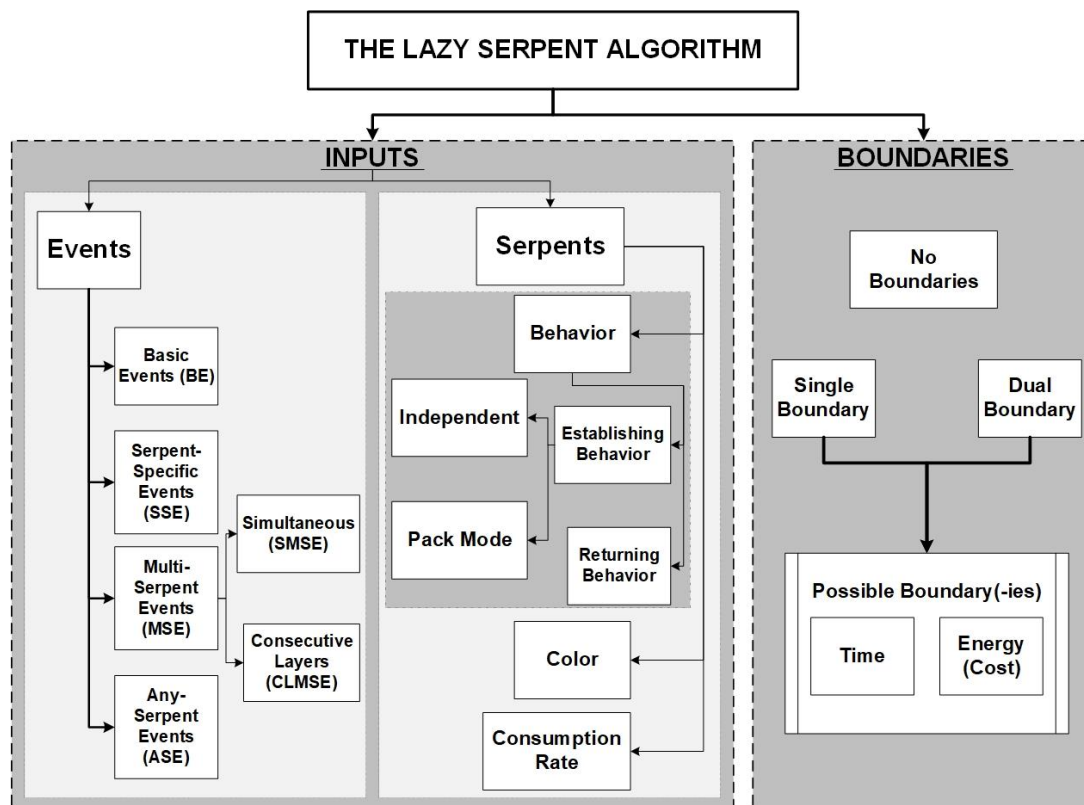 THE LAZY SERPENT ALGORITHM
INPUTS
Events
Basic
Events (BE)
Serpent-
Specific
Events
(SSE)
Multi-
Serpent
Events
(MSE)
Simultaneous
(SMSE)
Consecutive
Layers
(CLMSE)
Any-
Serpent
Events
(ASE)
Serpents
Behavior
Independent
Establishing
Behavior
Pack Mode
Returning
Behavior
Color
Consumption
Rate
BOUNDARIES
No
Boundaries
Single
Boundary
Dual
Boundary
Possible Boundary(-ies)
Time
Energy
(Cost)